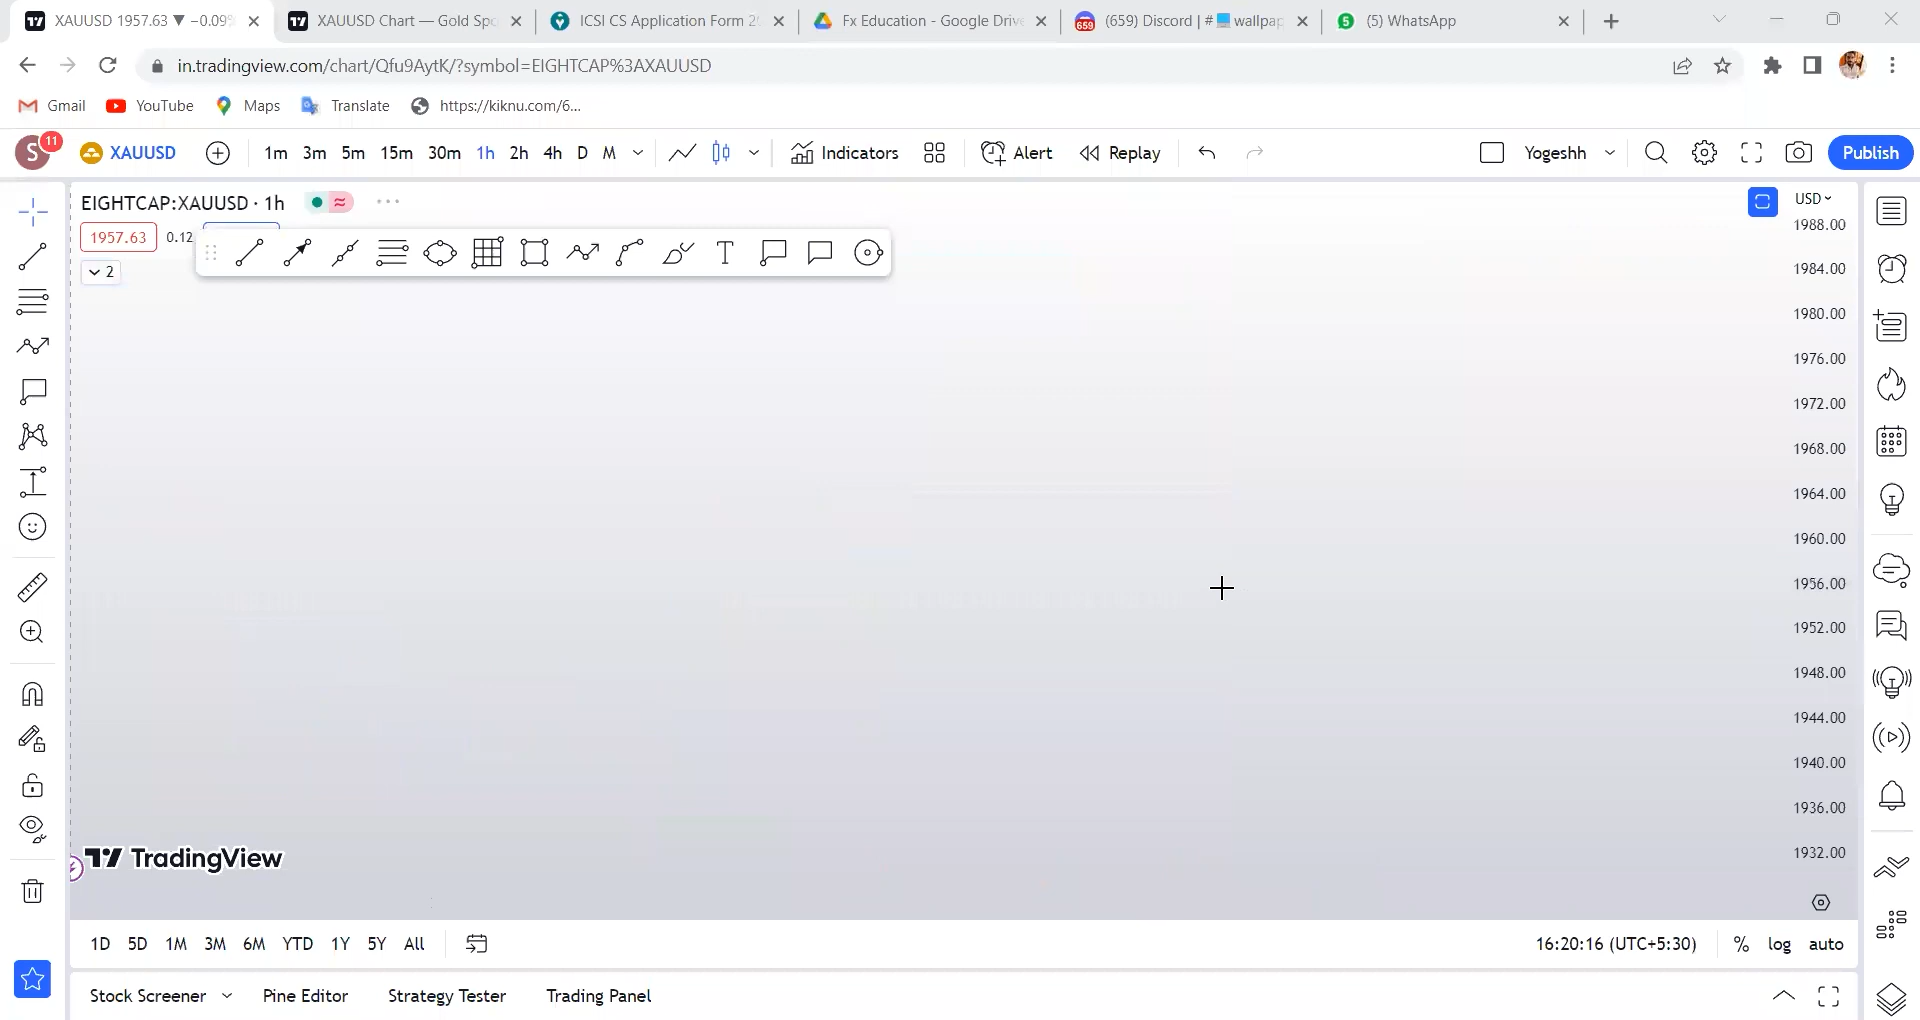 XAUUSD 1957.63 ▼ −0.09%
XAUUSD Chart — Gold Spo
ICSI CS Application Form 2
Fx Education - Google Drive
659
(659) Discord | #
wallpap
5
(5) WhatsApp
in.tradingview.com/chart/Qfu9AytK/?symbol=EIGHTCAP%3AXAUUSD
Gmail
YouTube
Maps
Translate
https://kiknu.com/6...
S
11
XAUUSD
1m 3m 5m 15m 30m 1h 2h 4h D M
Indicators
Alert
Replay
Yogeshh
Publish
EIGHTCAP:XAUUSD · 1h
USD
1957.63
0.12
2
T
1988.00
1984.00
1980.00
1976.00
1972.00
1968.00
1964.00
1960.00
1956.00
1952.00
1948.00
1944.00
1940.00
1936.00
1932.00
TradingView
1D 5D 1M 3M 6M YTD 1Y 5Y All
16:20:16 (UTC+5:30)
% log auto
Stock Screener
Pine Editor
Strategy Tester
Trading Panel